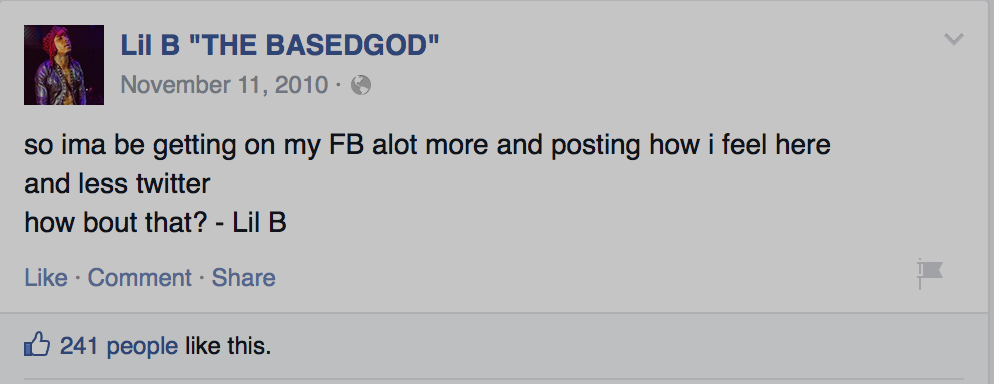 Lil B "THE BASEDGOD"
November 11, 2010 ·
so ima be getting on my FB alot more and posting how i feel here
and less twitter
how bout that? - Lil B
Like · Comment · Share
241 people like this.